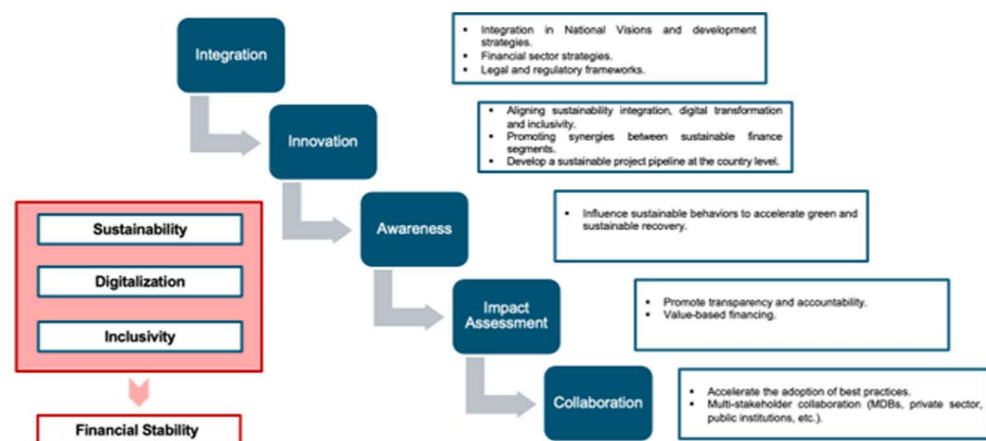 Integration
▪ Integration in National Visions and development
strategies.
▪ Financial sector strategies.
▪ Legal and regulatory frameworks.
Innovation
▪ Aligning sustainability integration, digital transformation
and inclusivity.
▪ Promoting synergies between sustainable finance
segments.
▪ Develop a sustainable project pipeline at the country level.
Awareness
▪ Influence sustainable behaviors to accelerate green and
sustainable recovery.
Impact
Assessment
▪ Promote transparency and accountability.
▪ Value-based financing.
Collaboration
▪ Accelerate the adoption of best practices.
▪ Multi-stakeholder collaboration (MDBs, private sector,
public institutions, etc.).
Sustainability
Digitalization
Inclusivity
Financial Stability